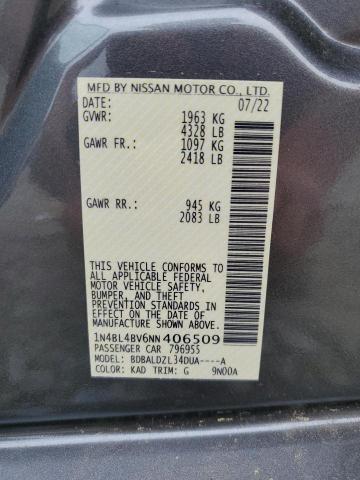 MFD BY NISSAN MOTOR CO., LTD.
DATE: 07/22
GVWR: 1963 KG
4328 LB
GAWR FR: 1097 KG
2418 LB
GAWR RR: 945 KG
2083 LB
THIS VEHICLE CONFORMS TO
ALL APPLICABLE FEDERAL
MOTOR VEHICLE SAFETY,
BUMPER, AND THEFT
PREVENTION STANDARDS IN
EFFECT ON THE DATE OF
MANUFACTURE SHOWN ABOVE.
1N4BL4BV6NN406509
PASSENGER CAR 796955
MODEL: BDBALDZL34DUA----A
COLOR: KAD TRIM: G 9N00A